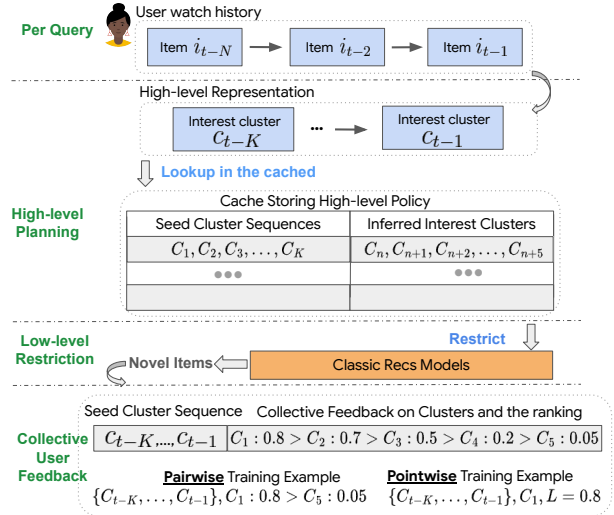 User watch history
Per Query
Item i_{t-N} Item i_{t-2} Item i_{t-1}
High-level Representation
Interest cluster Interest cluster
c_{t-K} ... c_{t-1}
Lookup in the cached
Cache Storing High-level Policy
High-level
Planning
Seed Cluster Sequences Inferred Interest Clusters
C_1, C_2, C_3, ..., C_K C_n, C_{n+1}, C_{n+2}, ..., C_{n+5}
Low-level
Restriction
Restrict
Novel Items Classic Recs Models
Seed Cluster Sequence Collective Feedback on Clusters and the ranking
Collective
User
Feedback
c_{t-K},...,c_{t-1} C_1 : 0.8 > C_2 : 0.7 > C_3 : 0.5 > C_4 : 0.2 > C_5 : 0.05
Pairwise Training Example Pointwise Training Example
{C_{t-K}, ..., C_{t-1}}, C_1 : 0.8 > C_5 : 0.05 {C_{t-K}, ..., C_{t-1}}, C_1, L = 0.8